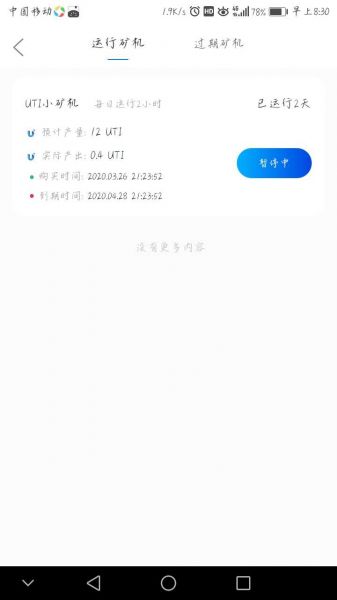 中国移动 1.9K/s HD 4G 78% 早上8:30
运行矿机 过期矿机
UTI小矿机 每日运行2小时 已运行2天
预计产量: 12 UTI
实际产出: 0.4 UTI 暂停中
购买时间: 2020.03.26 21:23:52
到期时间: 2020.04.28 21:23:52
没有更多内容